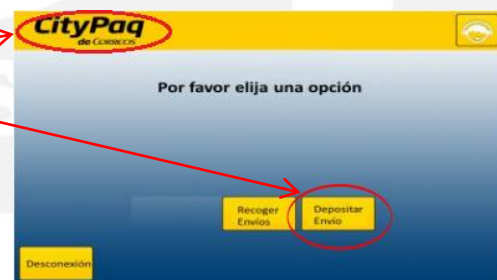 CityPaq
de CORREOS
Por favor elija una opción
Recoger
Envíos
Depositar
Envío
Desconexión